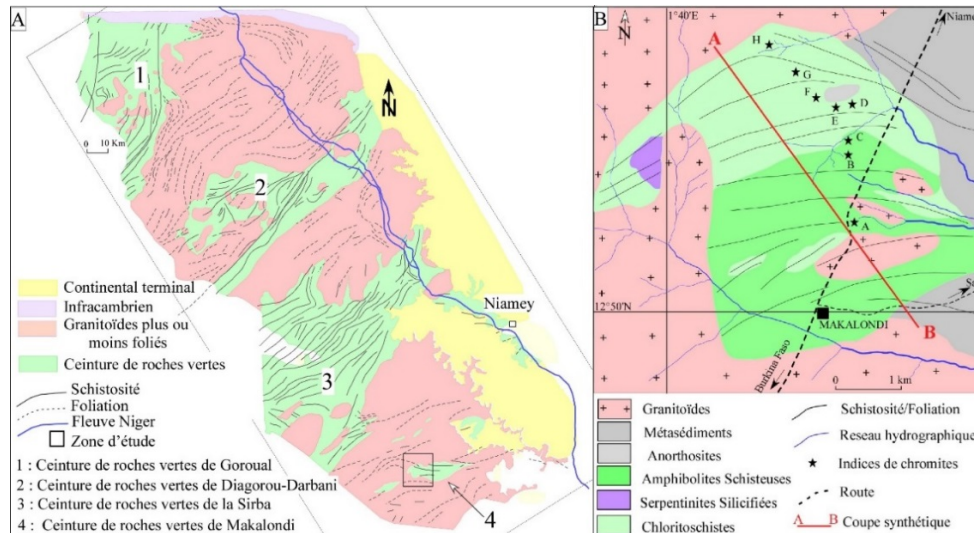 A
1
N
10 Km
2
Continental terminal
Infracambrien
Granitoïdes plus ou
moins foliés
Ceinture de roches vertes
Schistosité
Foliation
Fleuve Niger
Zone d'étude
Niamey
3
4
1 : Ceinture de roches vertes de Goroual
2 : Ceinture de roches vertes de Diagorou-Darbani
3 : Ceinture de roches vertes de la Sirba
4 : Ceinture de roches vertes de Makalondi
B
N
1°40'E
A
H
G
F
E
D
C
B
A
12°50'N
MAKALONDI
B
Burkina Faso
0
1 km
Granitoïdes
Métasédiments
Anorthosites
Amphibolites Schisteuses
Serpentinites Silicifiées
Chloritoschistes
Schistosité/Foliation
Reseau hydrographique
Indices de chromites
Route
A B Coupe synthétique